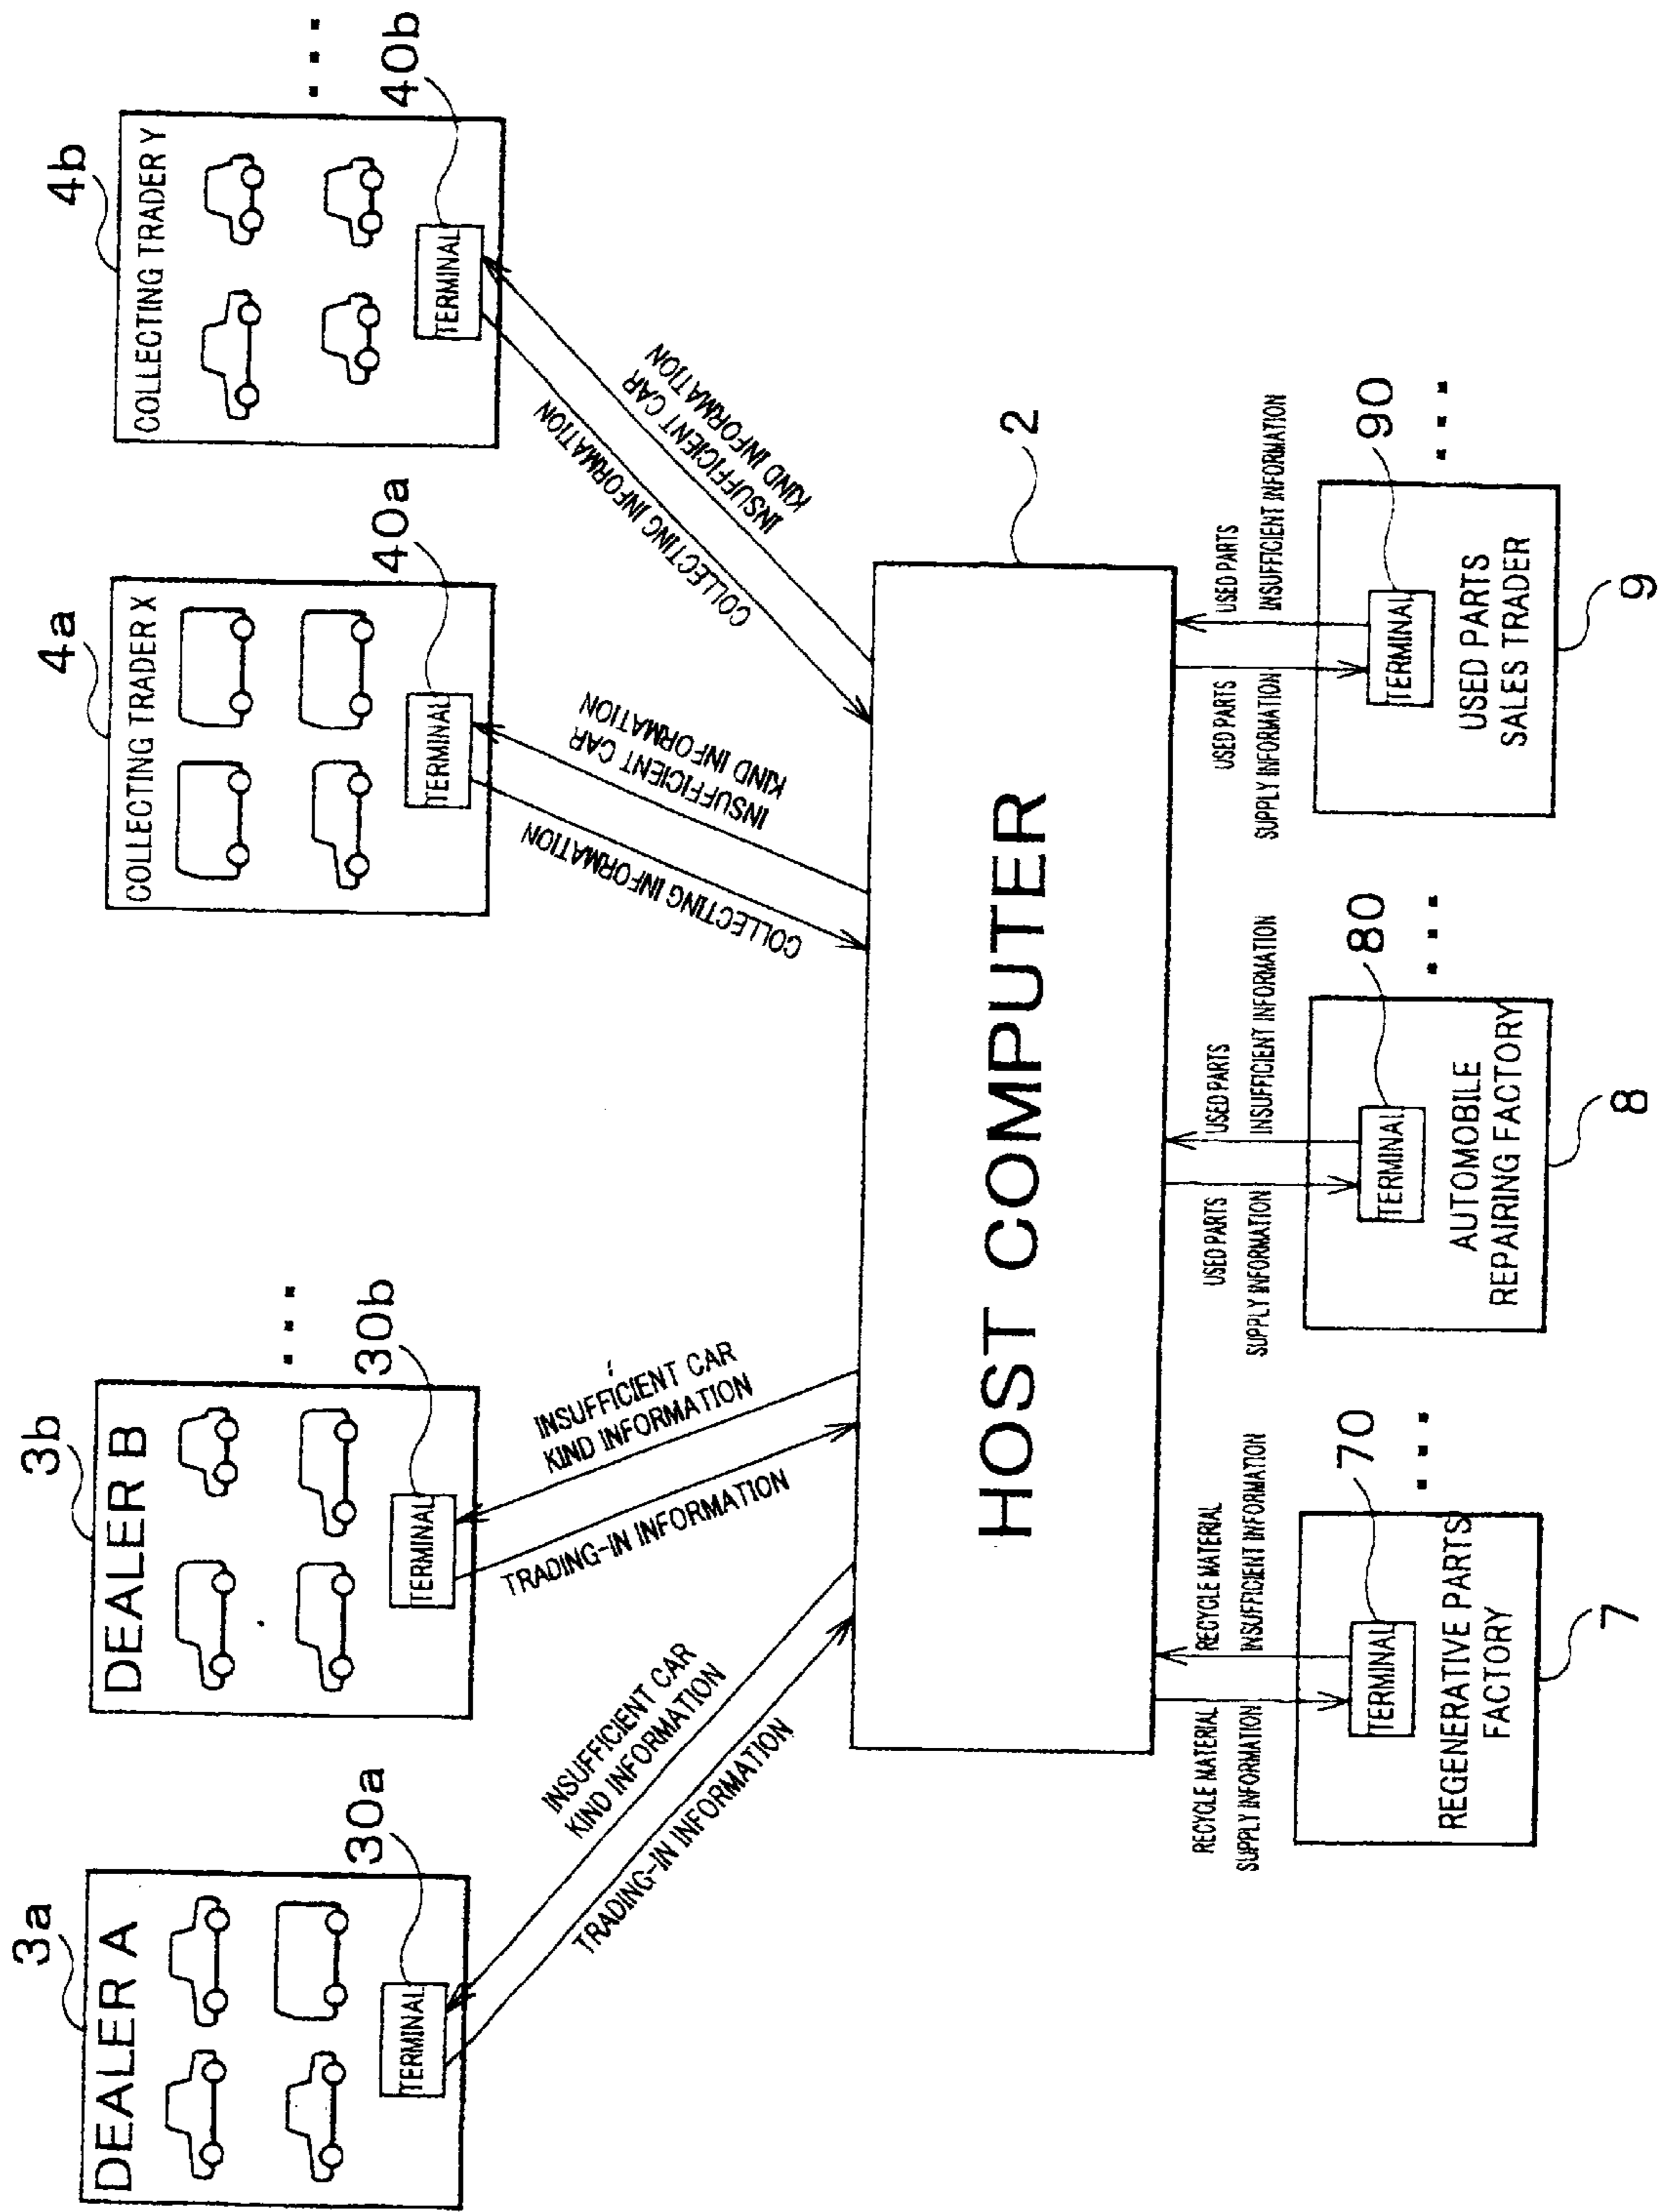 3a
DEALER A
TERMINAL
30a
3b
DEALER B
TERMINAL
30b
4a
COLLECTING TRADER X
TERMINAL
40a
4b
COLLECTING TRADER Y
TERMINAL
40b
INSUFFICIENT CAR
KIND INFORMATION
TRADING-IN INFORMATION
INSUFFICIENT CAR
KIND INFORMATION
TRADING-IN INFORMATION
COLLECTING INFORMATION
INSUFFICIENT CAR
KIND INFORMATION
COLLECTING INFORMATION
INSUFFICIENT CAR
KIND INFORMATION
HOST COMPUTER
2
RECYCLE MATERIAL
SUPPLY INFORMATION
RECYCLE MATERIAL
INSUFFICIENT INFORMATION
USED PARTS
SUPPLY INFORMATION
USED PARTS
INSUFFICIENT INFORMATION
USED PARTS
SUPPLY INFORMATION
USED PARTS
INSUFFICIENT INFORMATION
TERMINAL
70
REGENERATIVE PARTS
FACTORY
7
TERMINAL
80
AUTOMOBILE
REPAIRING FACTORY
8
TERMINAL
90
USED PARTS
SALES TRADER
9